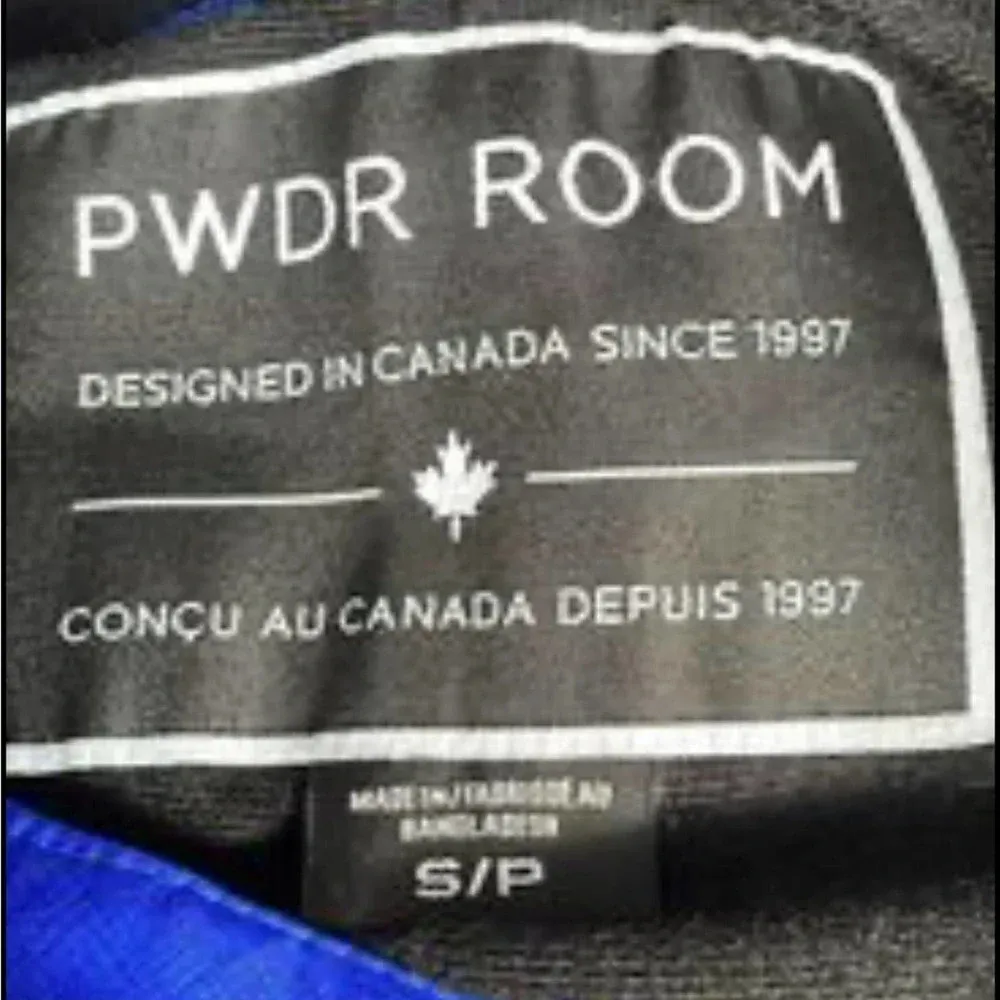 PWDR ROOM
DESIGNED IN CANADA SINCE 1997
CONÇU AU CANADA DEPUIS 1997
MADE IN/FABRIQUÉ AU
BANGLADESH
S/P